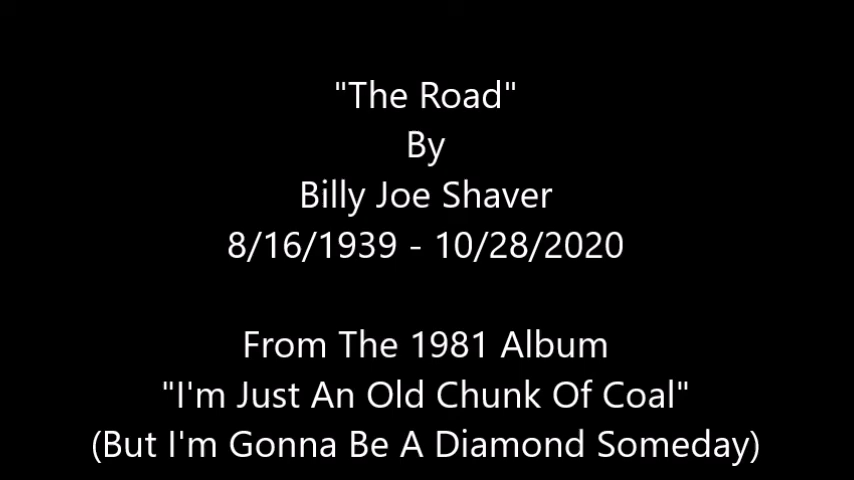 "The Road"
By
Billy Joe Shaver
8/16/1939 - 10/28/2020
From The 1981 Album
"I'm Just An Old Chunk Of Coal"
(But I'm Gonna Be A Diamond Someday)